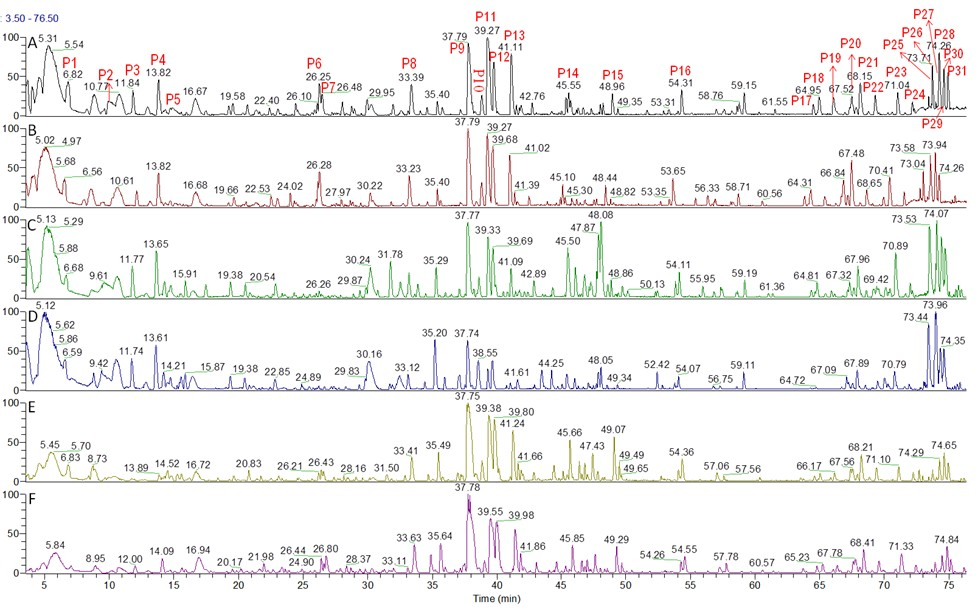 : 3.50 - 76.50
P11 P27
5.31 37.79 39.27 P13 P26 P28
100 A 5.54 P1 P4 P6 P9 41.11 P20 P25 74.26 P30
6.82 P2 P3 13.82 26.25 P8 P10 P12 P14 P15 P16 P19 P21 73.71 P31
50 10.77 11.84 P5 P7 26.48 33.39 45.55 48.96 54.31 P18 68.15 P23
16.67 29.95 59.15 64.95 67.52 P22 71.04 P24
19.58 22.40 26.10 35.40 42.76 49.35 53.31 58.76 61.55 P17
0 P29
100 B 5.02 4.97 37.79 39.27
5.68 39.68 41.02 73.58 73.94
50 6.56 13.82 26.28 33.23 67.48 73.04
10.61 16.68 30.22 35.40 41.39 45.10 48.44 53.65 64.31 66.84 70.41 74.26
19.66 22.53 24.02 27.97 45.30 48.82 53.35 56.33 58.71 60.56 68.65
0
100 C 5.13 5.29 37.77 48.08 73.53 74.07
5.88 13.65 39.33 47.87
50 6.68 11.77 30.24 31.78 35.29 39.69 45.50 70.89
9.61 15.91 19.38 20.54 41.09 54.11 67.96
26.26 29.87 42.89 48.86 50.13 55.95 59.19 61.36 64.81 67.32 69.42
0
100 D 5.12 73.96
5.62 35.20 37.74 73.44
50 5.86 13.61 38.55 74.35
6.59 11.74 30.16 48.05
9.42 14.21 15.87 19.38 22.85 24.89 29.83 33.12 41.61 44.25 49.34 52.42 54.07 56.75 59.11 64.72 67.09 67.89 70.79
0
100 E 37.75
39.38 39.80
50 5.45 5.70 41.24 45.66 49.07
6.83 8.73 33.41 35.49 47.43 54.36 68.21 74.65
13.89 14.52 16.72 20.83 26.21 26.43 28.16 31.50 41.66 49.49 49.65 57.06 57.56 66.17 67.56 71.10 74.29
0
100 F 37.78
39.55 39.98
50 5.84 33.63 35.64 45.85 49.29 74.84
8.95 12.00 14.09 16.94 20.17 21.98 24.90 26.44 26.80 28.37 33.11 41.86 54.26 54.55 57.78 60.57 65.23 67.78 68.41 71.33
0
5 10 15 20 25 30 35 40 45 50 55 60 65 70 75
Time (min)